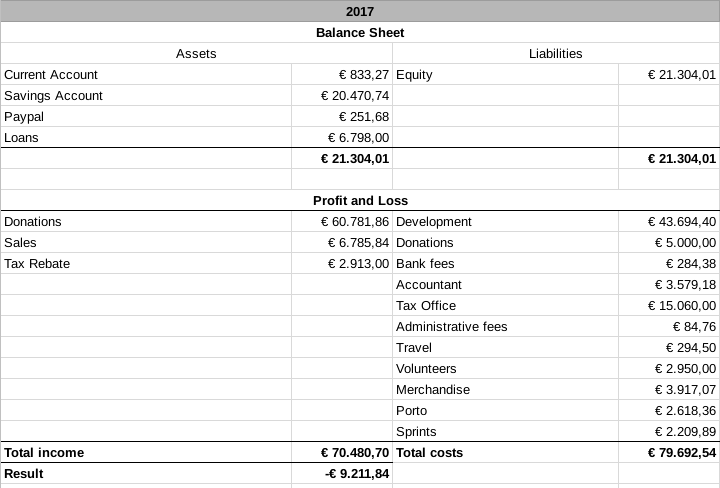 2017
Balance Sheet
Assets Liabilities
Current Account € 833,27 Equity € 21.304,01
Savings Account € 20.470,74
Paypal € 251,68
Loans € 6.798,00
€ 21.304,01 € 21.304,01
Profit and Loss
Donations € 60.781,86 Development € 43.694,40
Sales € 6.785,84 Donations € 5.000,00
Tax Rebate € 2.913,00 Bank fees € 284,38
Accountant € 3.579,18
Tax Office € 15.060,00
Administrative fees € 84,76
Travel € 294,50
Volunteers € 2.950,00
Merchandise € 3.917,07
Porto € 2.618,36
Sprints € 2.209,89
Total income € 70.480,70 Total costs € 79.692,54
Result -€ 9.211,84